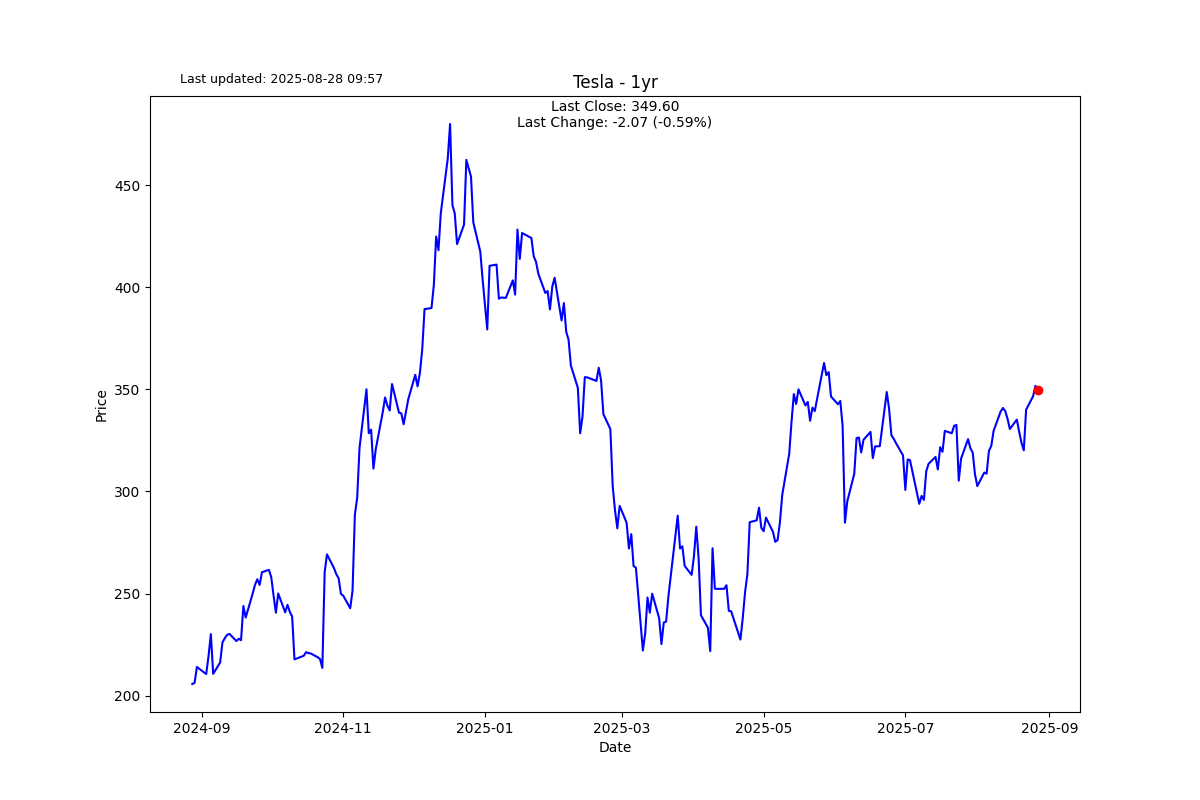 Last updated: 2025-08-28 09:57
Tesla - 1yr
Last Close: 349.60
Last Change: -2.07 (-0.59%)
Price
450
400
350
300
250
200
2024-09
2024-11
2025-01
2025-03
2025-05
2025-07
2025-09
Date